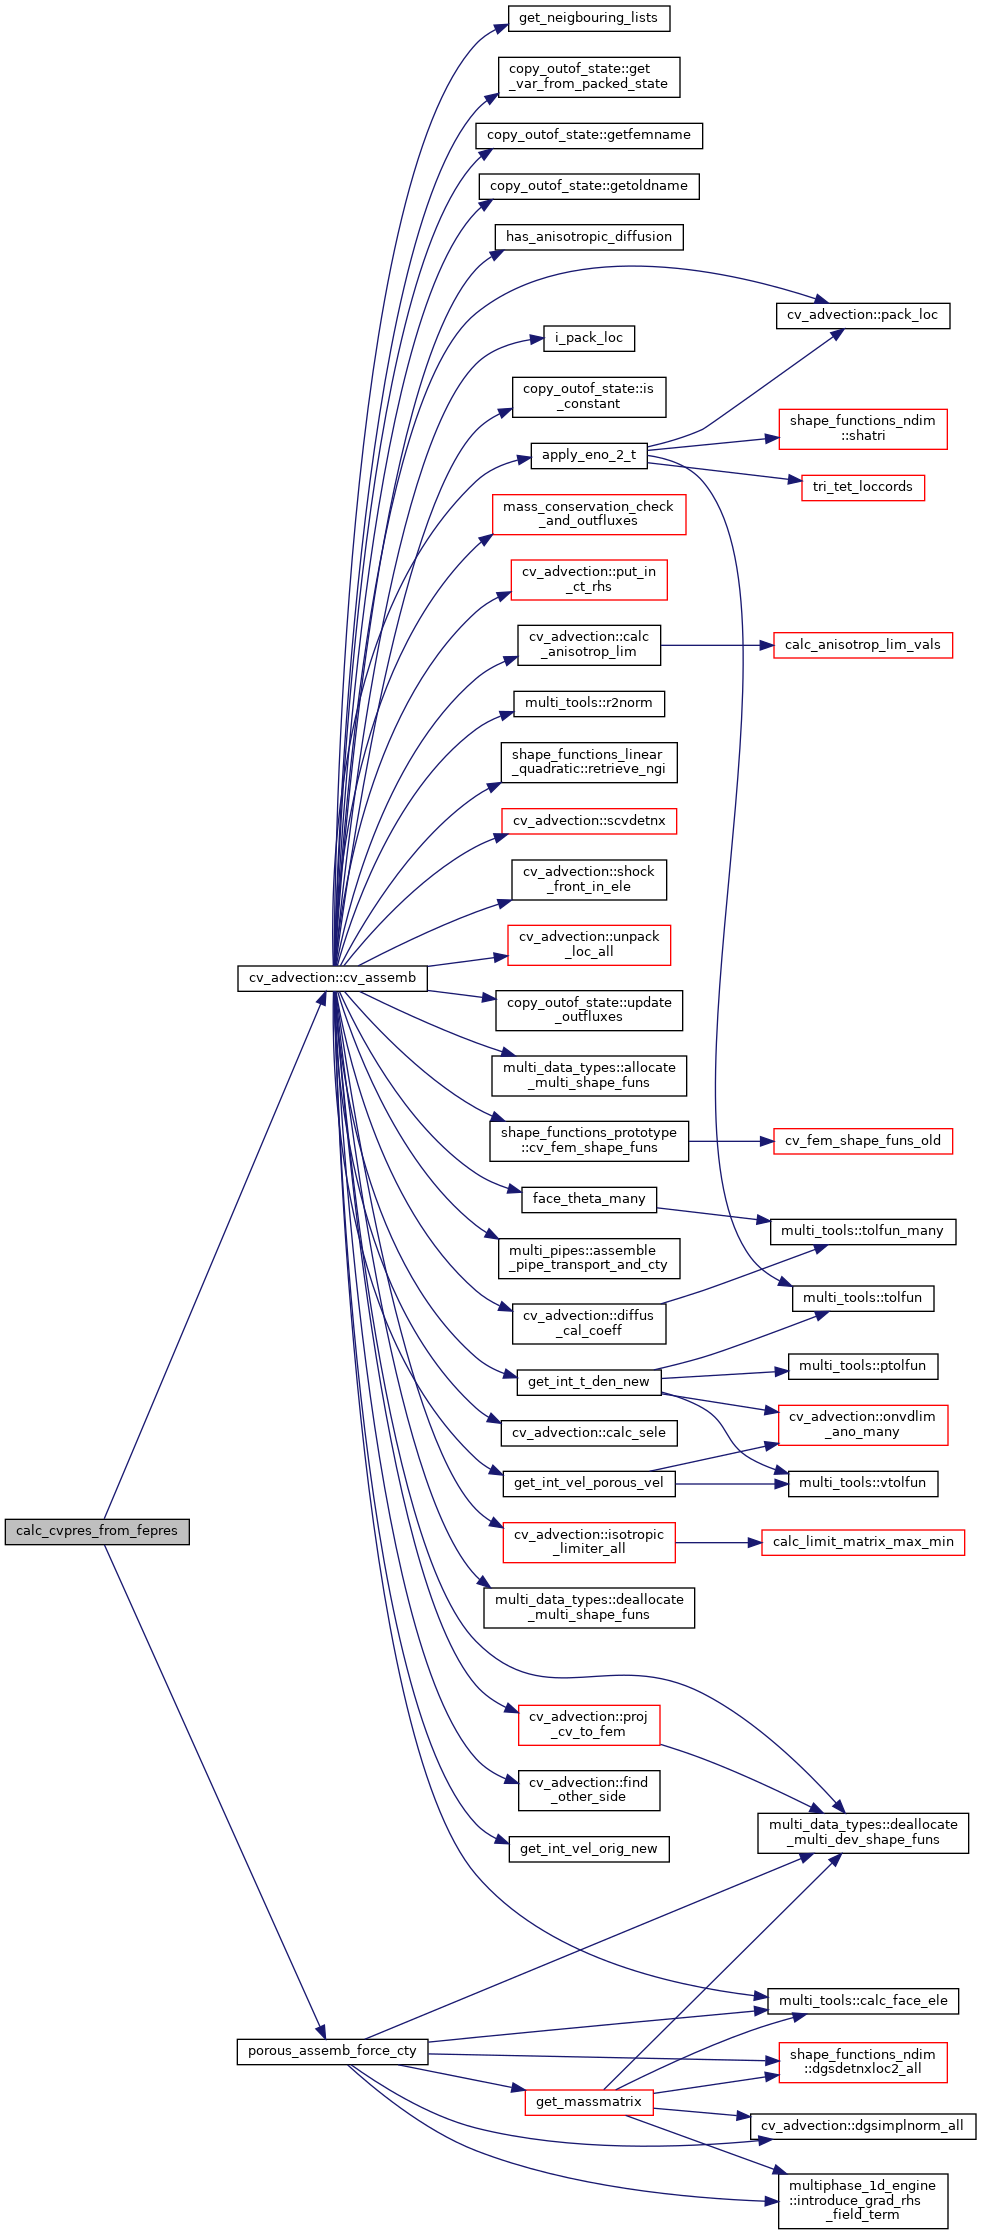 get_neigbouring_lists
copy_outof_state::get
_var_from_packed_state
copy_outof_state::getfemname
copy_outof_state::getoldname
has_anisotropic_diffusion
cv_advection::pack_loc
i_pack_loc
copy_outof_state::is
_constant
shape_functions_ndim
::shatri
apply_eno_2_t
tri_tet_loccords
mass_conservation_check
_and_outfluxes
cv_advection::put_in
_ct_rhs
cv_advection::calc
_anisotrop_lim
calc_anisotrop_lim_vals
multi_tools::r2norm
shape_functions_linear
_quadratic::retrieve_ngi
cv_advection::scvdetnx
cv_advection::shock
_front_in_ele
cv_advection::unpack
_loc_all
cv_advection::cv_assemb
copy_outof_state::update
_outfluxes
multi_data_types::allocate
_multi_shape_funs
shape_functions_prototype
::cv_fem_shape_funs
cv_fem_shape_funs_old
face_theta_many
multi_tools::tolfun_many
multi_pipes::assemble
_pipe_transport_and_cty
multi_tools::tolfun
cv_advection::diffus
_cal_coeff
multi_tools::ptolfun
get_int_t_den_new
cv_advection::onvdlim
_ano_many
cv_advection::calc_sele
get_int_vel_porous_vel
multi_tools::vtolfun
calc_cvpres_from_fepres
cv_advection::isotropic
_limiter_all
calc_limit_matrix_max_min
multi_data_types::deallocate
_multi_shape_funs
cv_advection::proj
_cv_to_fem
cv_advection::find
_other_side
multi_data_types::deallocate
_multi_dev_shape_funs
get_int_vel_orig_new
multi_tools::calc_face_ele
porous_assemb_force_cty
shape_functions_ndim
::dgsdetnxloc2_all
get_massmatrix
cv_advection::dgsimplnorm_all
multiphase_1d_engine
::introduce_grad_rhs
_field_term